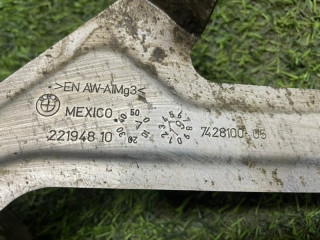 >EN AW-AlMg3<
MEXICO
221948 10
7428100-05